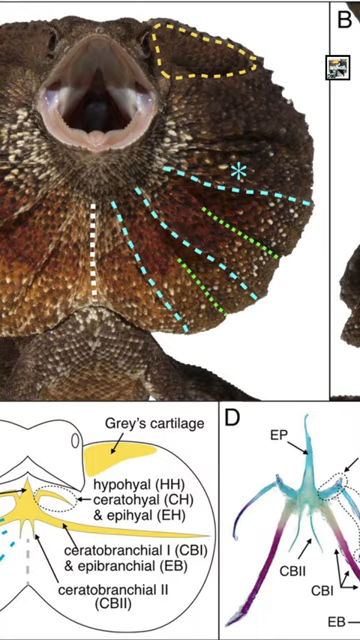 B
*
Grey's cartilage
hypohyal (HH)
ceratohyal (CH)
& epihyal (EH)
ceratobranchial I (CBI)
& epibranchial (EB)
ceratobranchial II
(CBII)
D
EP
CBII
CBI
EB